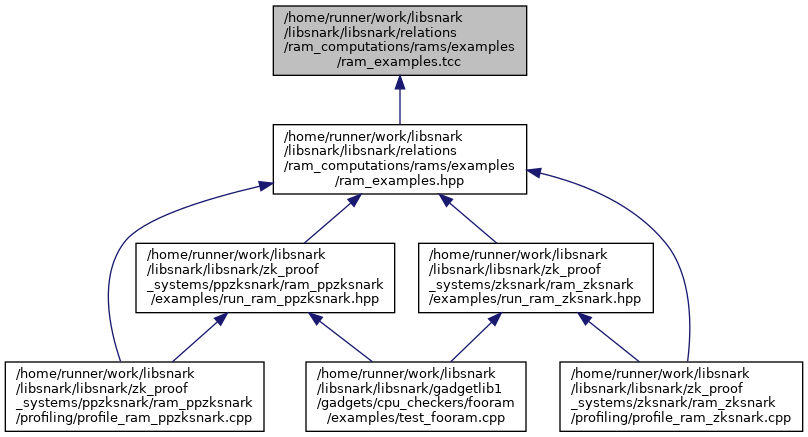 /home/runner/work/libsnark
/libsnark/libsnark/relations
/ram_computations/rams/examples
/ram_examples.tcc
/home/runner/work/libsnark
/libsnark/libsnark/relations
/ram_computations/rams/examples
/ram_examples.hpp
/home/runner/work/libsnark
/libsnark/libsnark/zk_proof
_systems/ppzksnark/ram_ppzksnark
/examples/run_ram_ppzksnark.hpp
/home/runner/work/libsnark
/libsnark/libsnark/zk_proof
_systems/zksnark/ram_zksnark
/examples/run_ram_zksnark.hpp
/home/runner/work/libsnark
/libsnark/libsnark/zk_proof
_systems/ppzksnark/ram_ppzksnark
/profiling/profile_ram_ppzksnark.cpp
/home/runner/work/libsnark
/libsnark/libsnark/gadgetlib1
/gadgets/cpu_checkers/fooram
/examples/test_fooram.cpp
/home/runner/work/libsnark
/libsnark/libsnark/zk_proof
_systems/zksnark/ram_zksnark
/profiling/profile_ram_zksnark.cpp